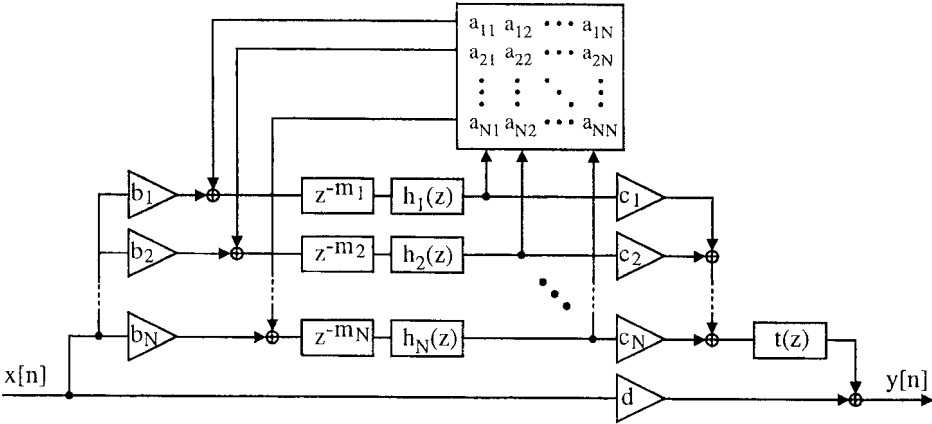 a₁₁ a₁₂ ••• a₁N
a₂₁ a₂₂ ••• a₂N
aN₁ aN₂ ••• aNN
b₁ z⁻ᵐ¹ h₁(z) c₁
b₂ z⁻ᵐ² h₂(z) c₂
bN z⁻ᵐN hN(z) cN t(z)
x[n] d y[n]